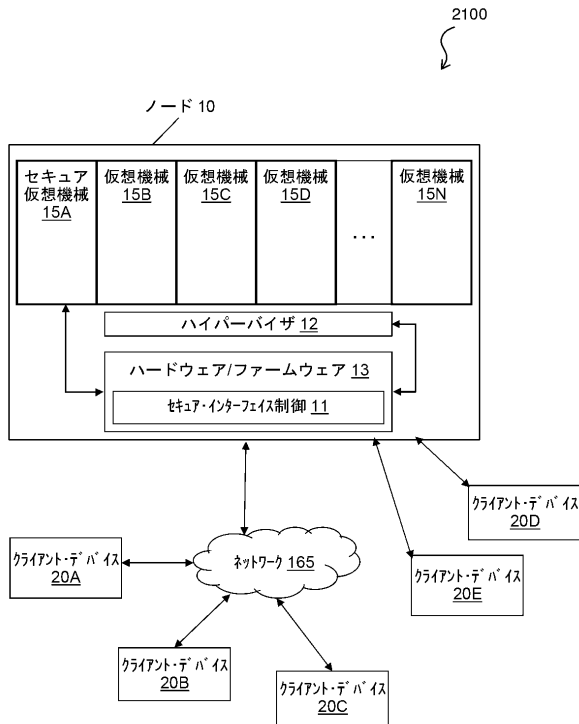 2100
ノード 10
セキュア
仮想機械
15A
仮想機械
15B
仮想機械
15C
仮想機械
15D
...
仮想機械
15N
ハイパーバイザ 12
ハードウェア/ファームウェア 13
ｾｷｭｱ・ｲﾝﾀｰﾌｪｲｽ制御 11
ｸﾗｲｱﾝﾄ・ﾃﾞﾊﾞｲｽ
20D
ﾈｯﾄﾜｰｸ 165
ｸﾗｲｱﾝﾄ・ﾃﾞﾊﾞｲｽ
20A
ｸﾗｲｱﾝﾄ・ﾃﾞﾊﾞｲｽ
20E
ｸﾗｲｱﾝﾄ・ﾃﾞﾊﾞｲｽ
20B
ｸﾗｲｱﾝﾄ・ﾃﾞﾊﾞｲｽ
20C